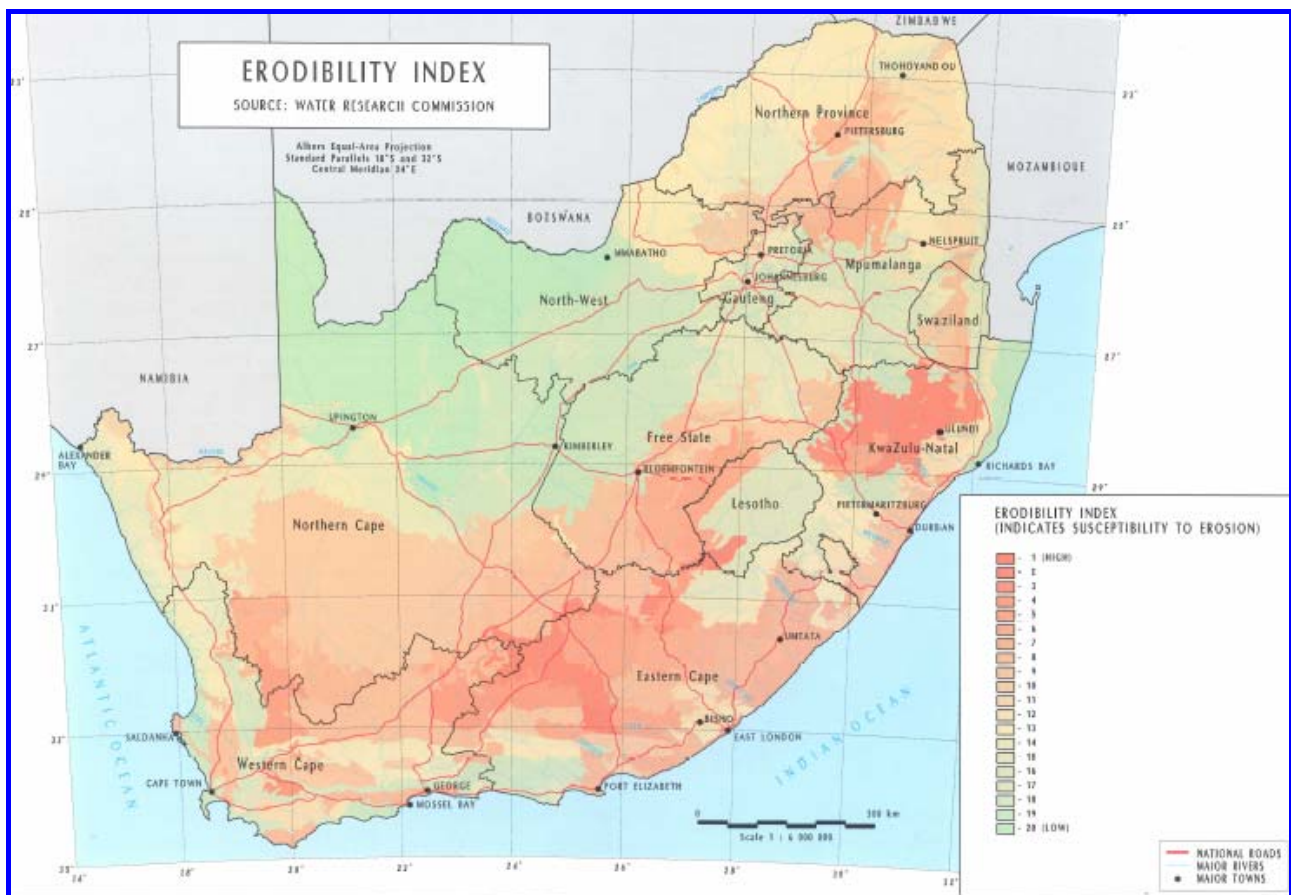 ERODIBILITY INDEX
SOURCE: WATER RESEARCH COMMISSION
Albers Equal-Area Projection
Standard Parallels 18°S and 32°S
Central Meridian 24°E
ZIMBABWE
THOHOYANDOU
Northern Province
PIETERSBURG
MOZAMBIQUE
BOTSWANA
NELSPRUIT
MMABATHO
PRETORIA
Mpumalanga
JOHANNESBURG
North-West
Gauteng
Swaziland
NAMIBIA
UPINGTON
ULUNDI
Free State
KIMBERLEY
KwaZulu-Natal
ALEXANDER
BAY
BLOEMFONTEIN
RICHARDS BAY
Lesotho
PIETERMARITZBURG
Northern Cape
DURBAN
UMTATA
Eastern Cape
BISHO
EAST LONDON
SALDANHA
Western Cape
CAPE TOWN
GEORGE
PORT ELIZABETH
MOSSEL BAY
ATLANTIC OCEAN
INDIAN OCEAN
0 300 km
Scale 1 : 6 000 000
ERODIBILITY INDEX
(INDICATES SUSCEPTIBILITY TO EROSION)
- 1 (HIGH)
- 2
- 3
- 4
- 5
- 6
- 7
- 8
- 9
- 10
- 11
- 12
- 13
- 14
- 15
- 16
- 17
- 18
- 19
- 20 (LOW)
NATIONAL ROADS
MAJOR RIVERS
MAJOR TOWNS